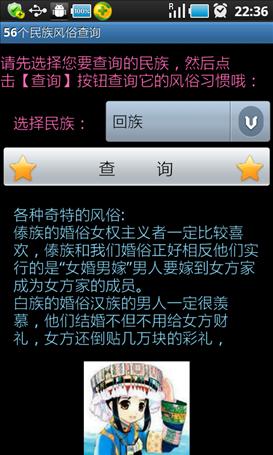 100%
R
22:36
56个民族风俗查询
请先选择您要查询的民族，然后点
击【查询】按钮查询它的风俗习惯哦：
选择民族：
回族
查 询
各种奇特的风俗:
傣族的婚俗女权主义者一定比较喜
欢，傣族和我们婚俗正好相反他们实
行的是“女婚男嫁”男人要嫁到女方家
成为女方家的成员。
白族的婚俗汉族的男人一定很羡
慕，他们结婚不但不用给女方财
礼，女方还倒贴几万块的彩礼，